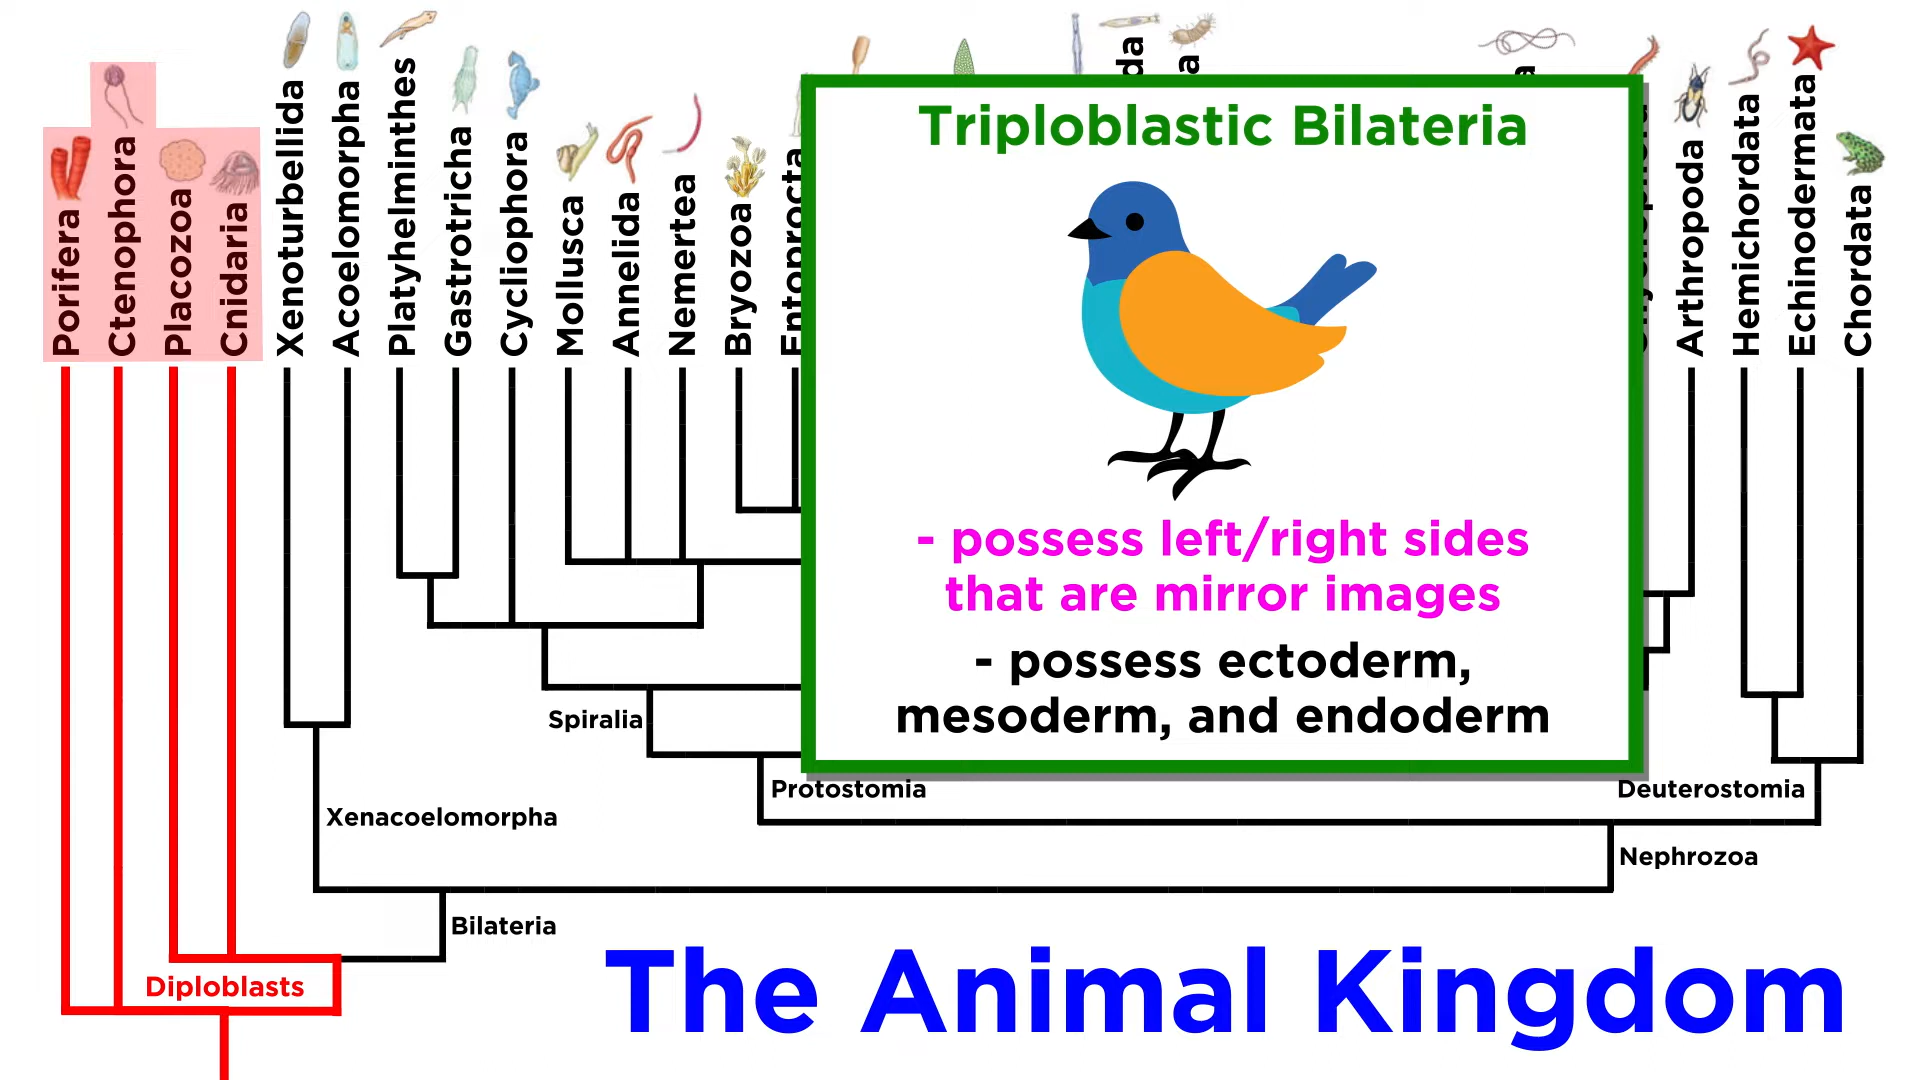 Porifera
Ctenophora
Placozoa
Cnidaria
Xenoturbellida
Acoelomorpha
Platyhelminthes
Gastrotricha
Cycliophora
Mollusca
Annelida
Nemertea
Bryozoa
Entoprocta
da
a
a
Arthropoda
Hemichordata
Echinodermata
Chordata
Triploblastic Bilateria
- possess left/right sides
that are mirror images
- possess ectoderm,
mesoderm, and endoderm
Spiralia
Protostomia
Deuterostomia
Xenacoelomorpha
Nephrozoa
Bilateria
Diploblasts
The Animal Kingdom